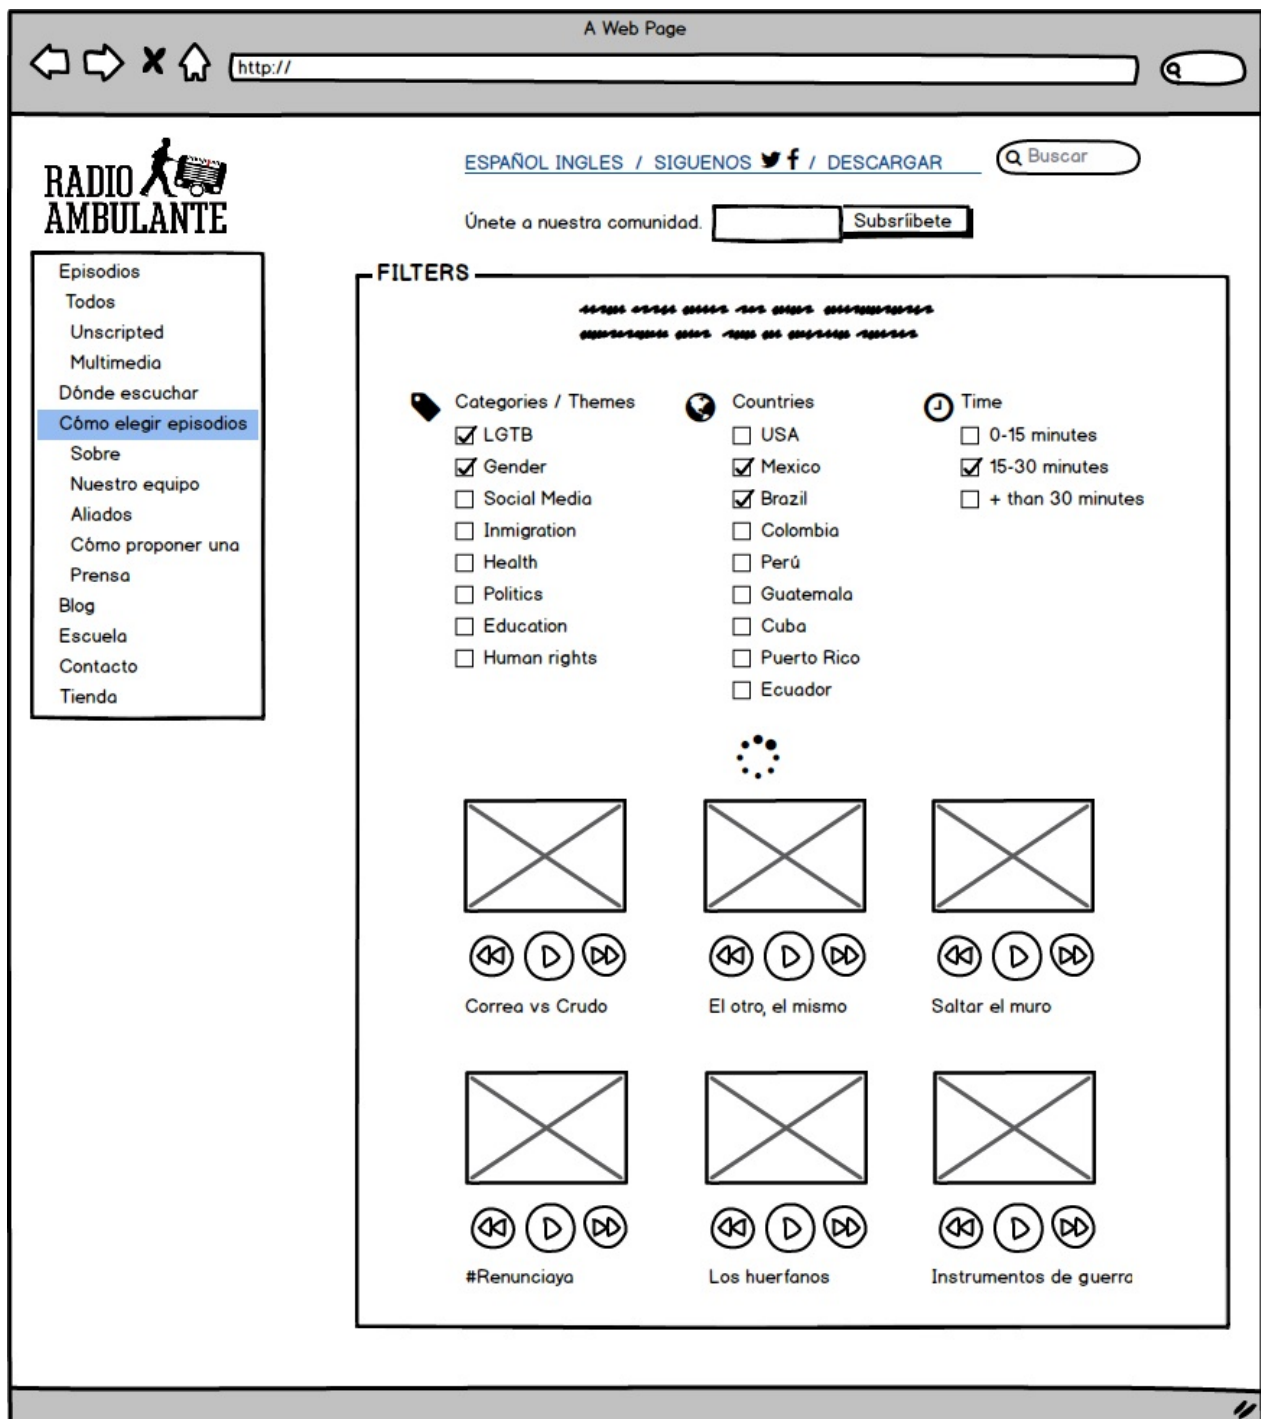 A Web Page
http://
RADIO
AMBULANTE
ESPAÑOL INGLES / SIGUENOS / DESCARGAR
Buscar
Únete a nuestra comunidad.
Subsríibete
Episodios
Todos
Unscripted
Multimedia
Dónde escuchar
Cómo elegir episodios
Sobre
Nuestro equipo
Aliados
Cómo proponer una
Prensa
Blog
Escuela
Contacto
Tienda
FILTERS
Categories / Themes
LGTB
Gender
Social Media
Inmigration
Health
Politics
Education
Human rights
Countries
USA
Mexico
Brazil
Colombia
Perú
Guatemala
Cuba
Puerto Rico
Ecuador
Time
0-15 minutes
15-30 minutes
+ than 30 minutes
Correa vs Crudo
El otro, el mismo
Saltar el muro
#Renunciaya
Los huerfanos
Instrumentos de guerra